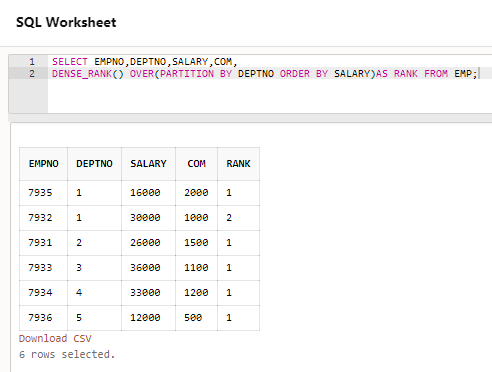 SQL Worksheet
1 SELECT EMPNO,DEPTNO,SALARY,COM,
2 DENSE_RANK() OVER(PARTITION BY DEPTNO ORDER BY SALARY)AS RANK FROM EMP;
EMPNO DEPTNO SALARY COM RANK
7935 1 16000 2000 1
7932 1 30000 1000 2
7931 2 26000 1500 1
7933 3 36000 1100 1
7934 4 33000 1200 1
7936 5 12000 500 1
Download CSV
6 rows selected.